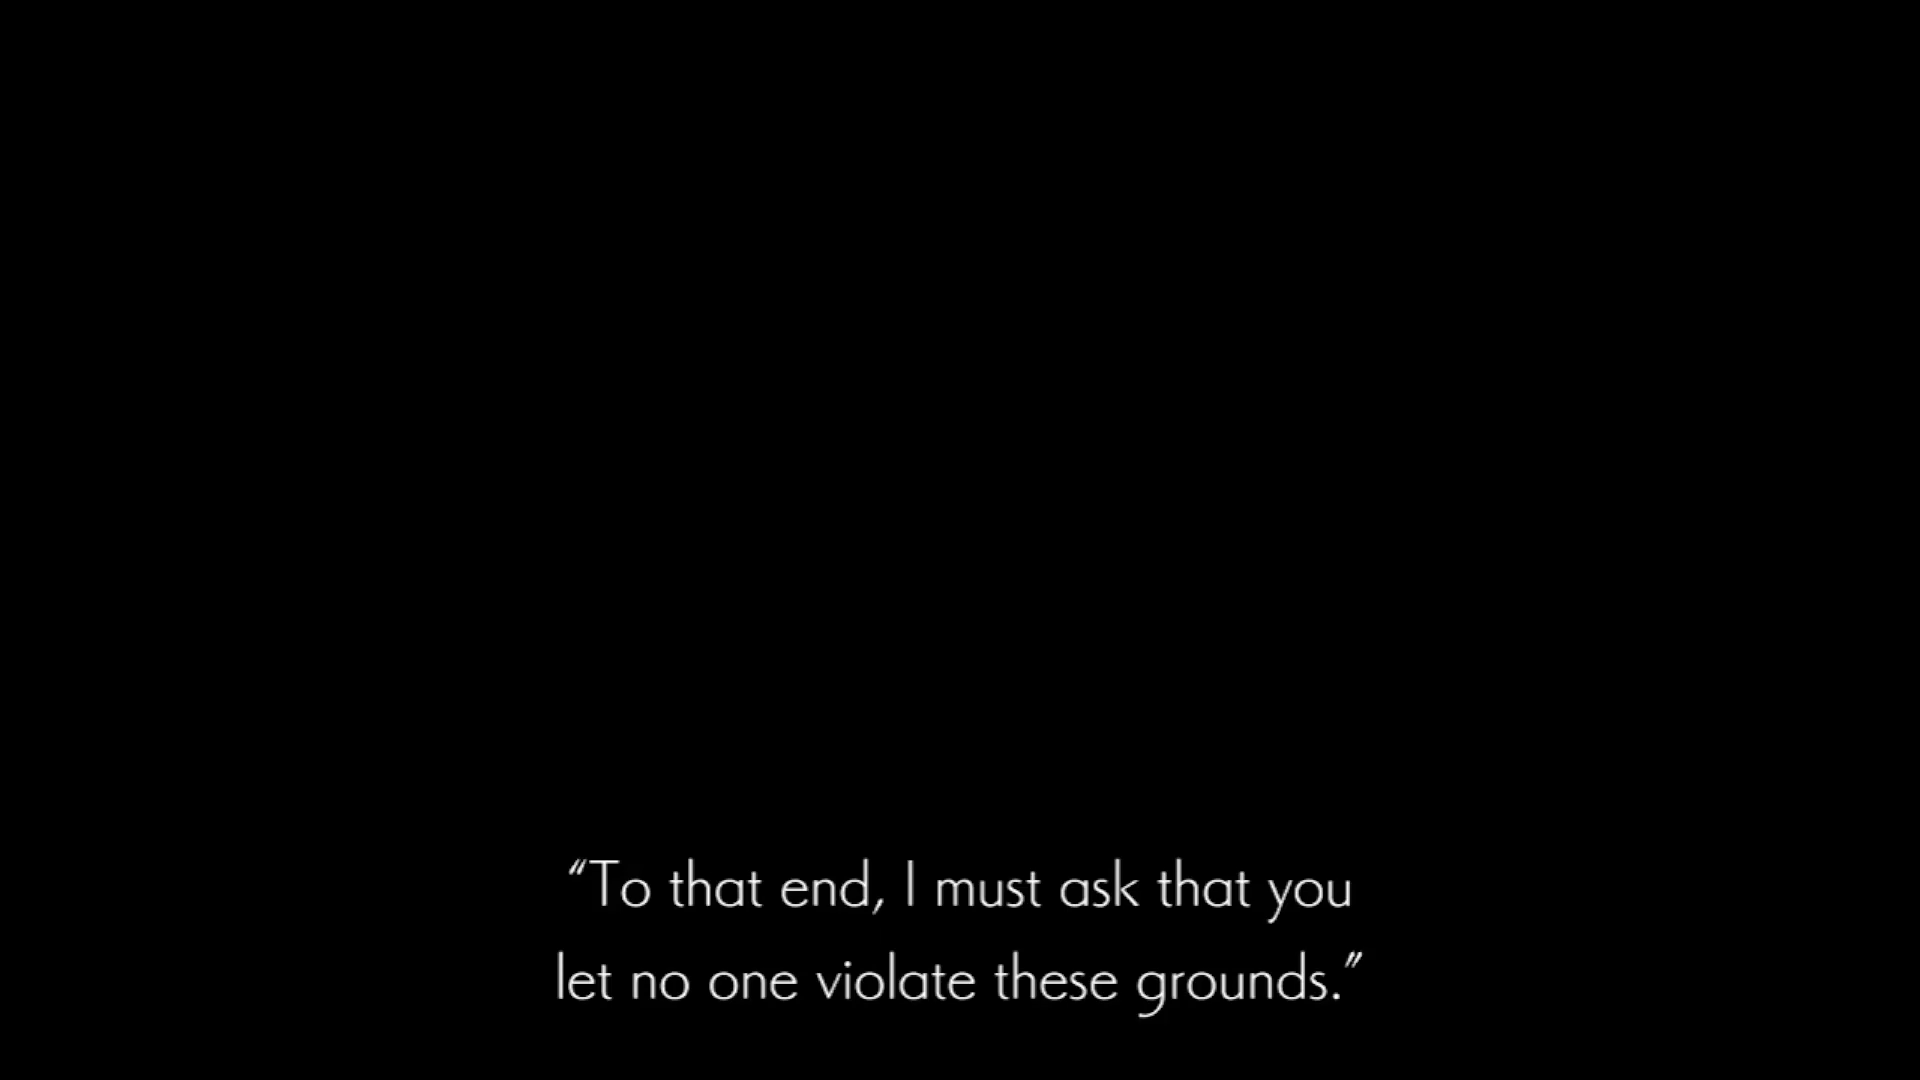 “To that end, I must ask that you
let no one violate these grounds.”